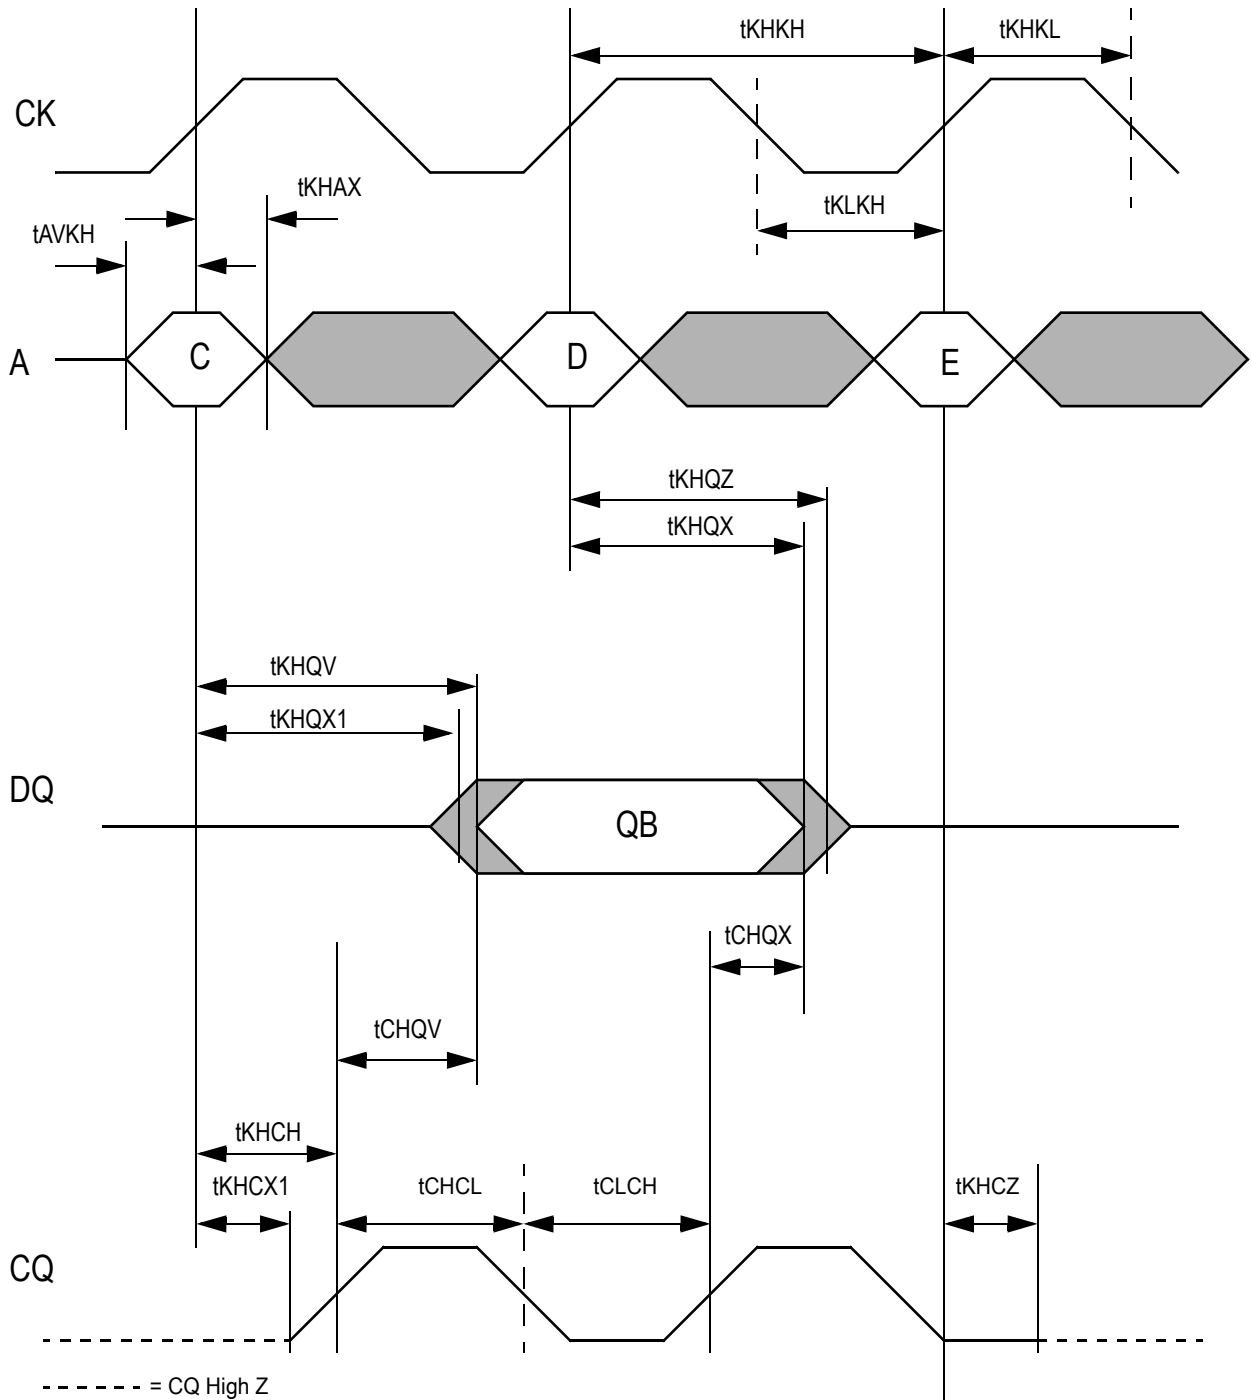 tKHKH
tKHKL
CK
tKHAX
tKLKH
tAVKH
A
C
D
E
tKHQZ
tKHQX
tKHQV
tKHQX1
DQ
QB
tCHQX
tCHQV
tKHCH
tKHCX1
tCHCL
tCLCH
tKHCZ
CQ
= CQ High Z